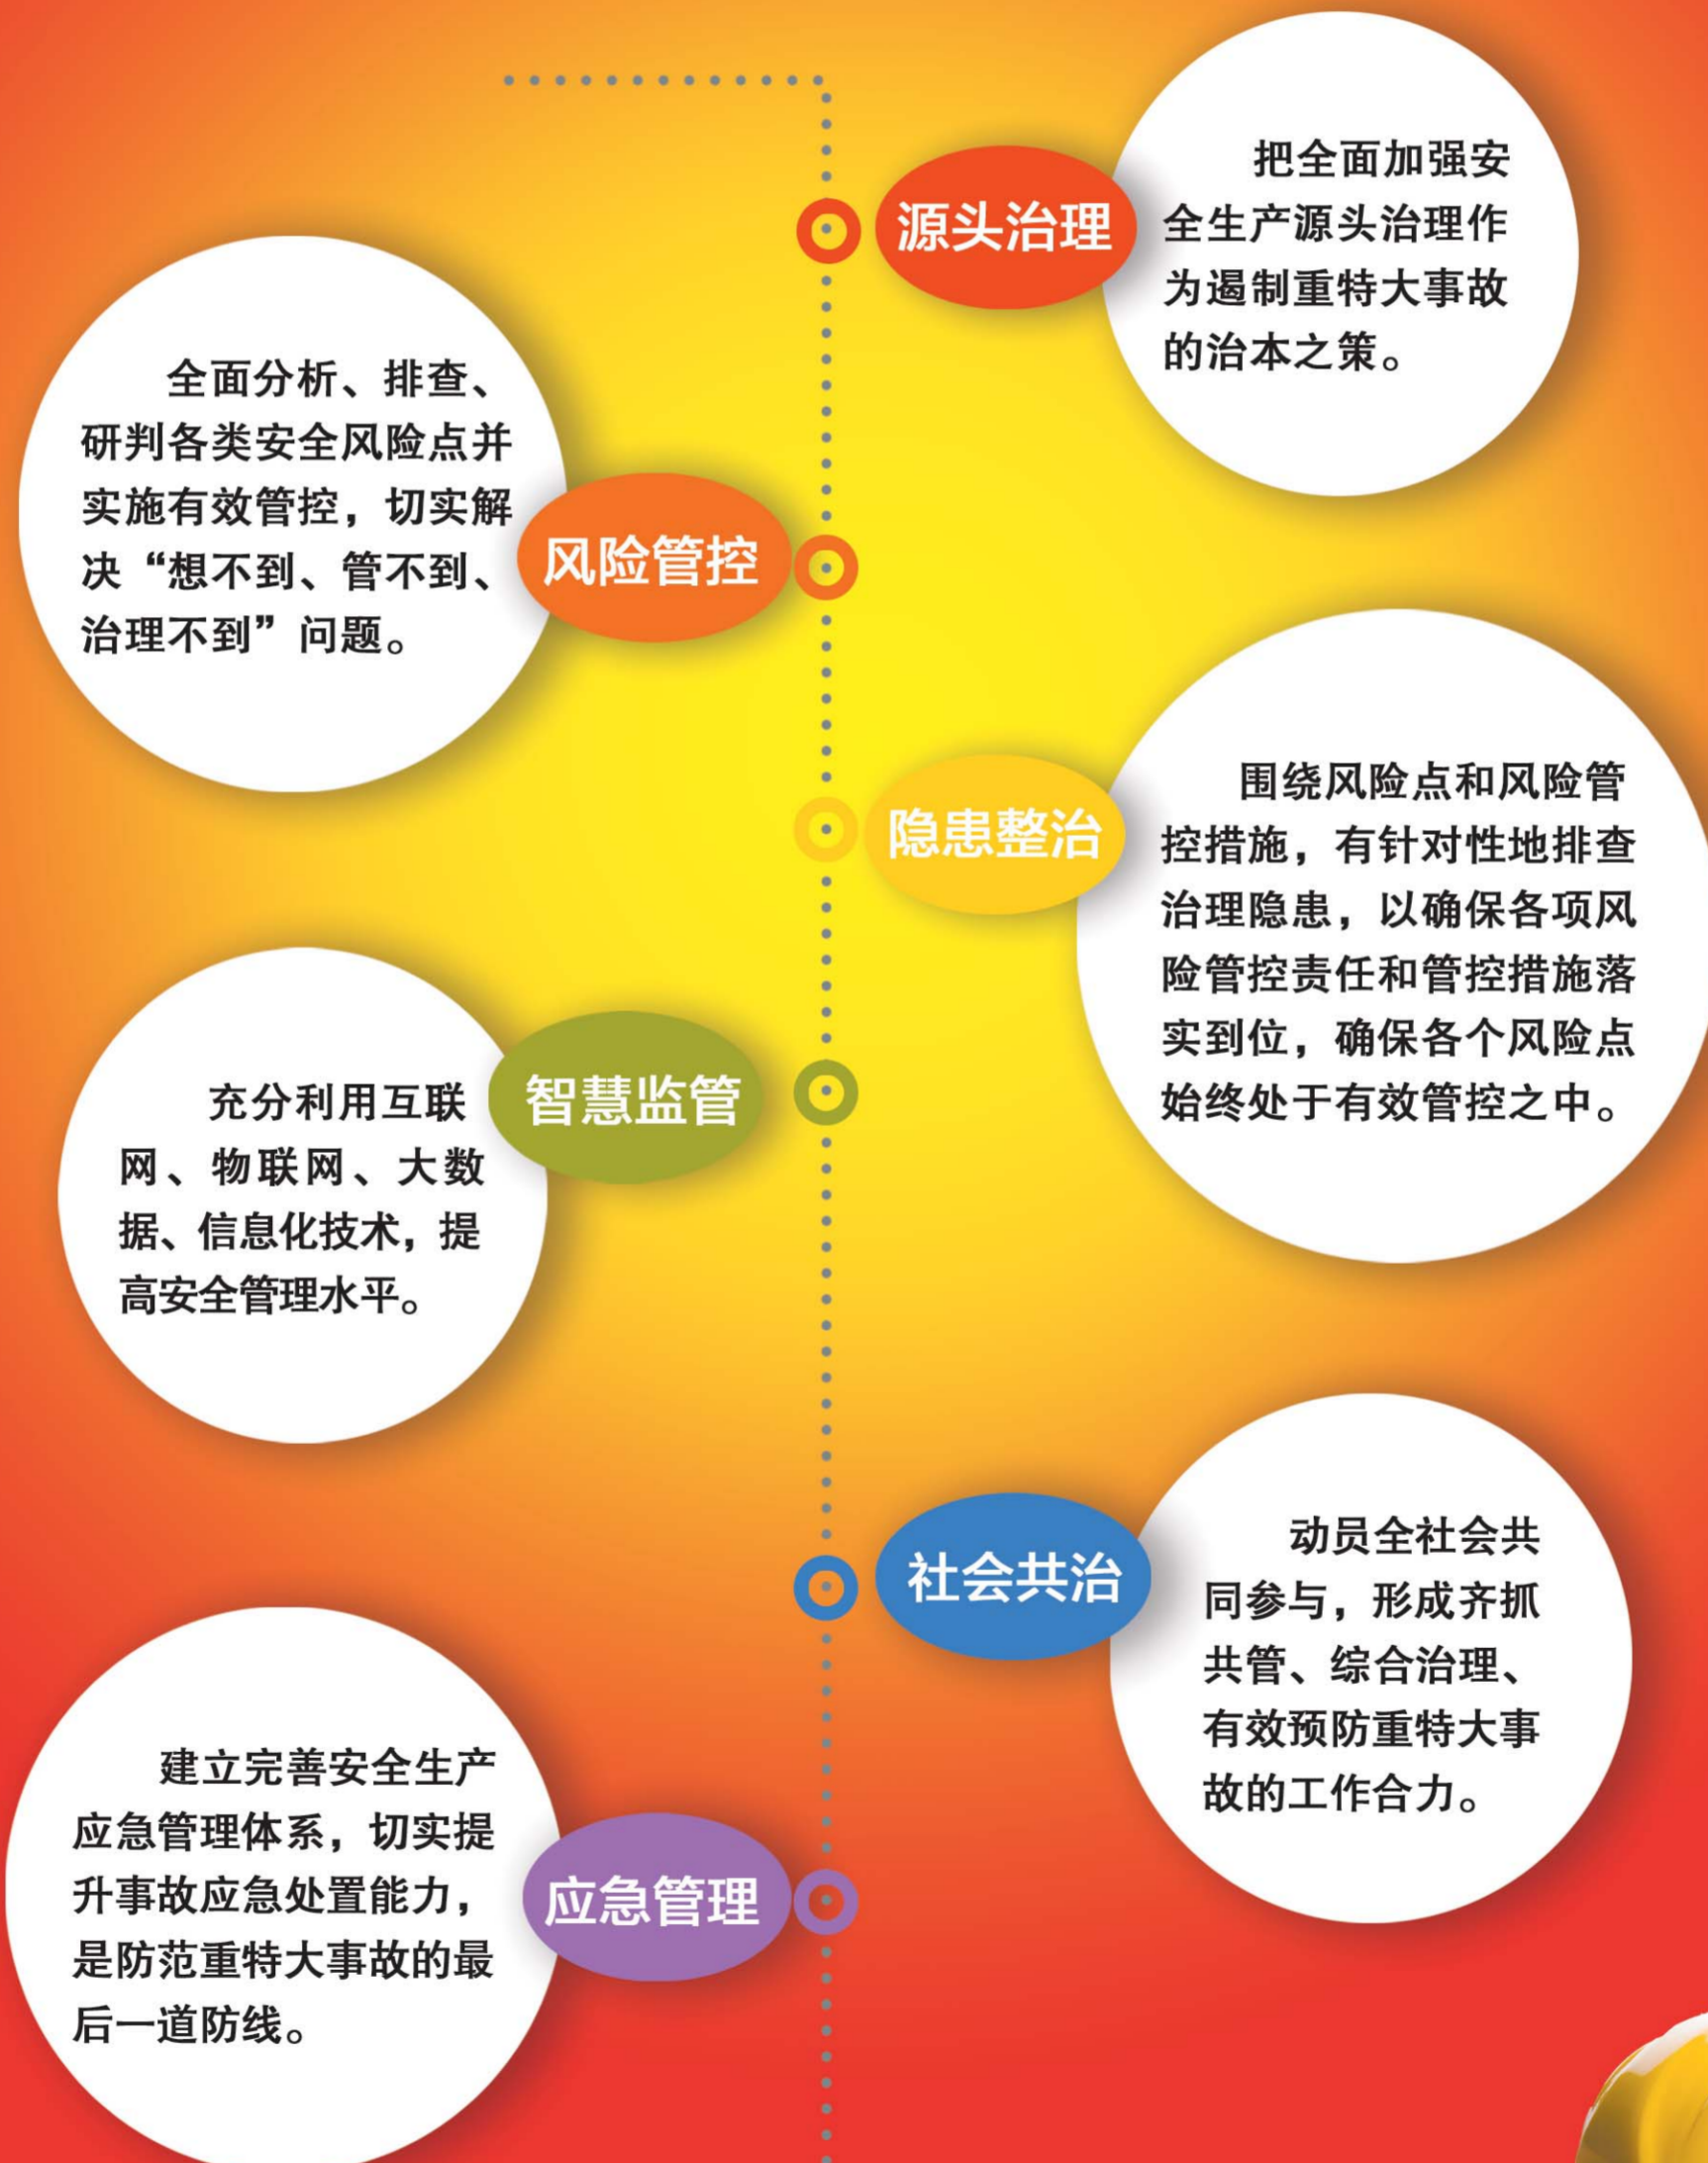 源头治理
把全面加强安
全生产源头治理作
为遏制重特大事故
的治本之策。
风险管控
全面分析、排查、
研判各类安全风险点并
实施有效管控，切实解
决“想不到、管不到、
治理不到”问题。
隐患整治
围绕风险点和风险管
控措施，有针对性地排查
治理隐患，以确保各项风
险管控责任和管控措施落
实到位，确保各个风险点
始终处于有效管控之中。
智慧监管
充分利用互联
网、物联网、大数
据、信息化技术，提
高安全管理水平。
社会共治
动员全社会共
同参与，形成齐抓
共管、综合治理、
有效预防重特大事
故的工作合力。
应急管理
建立完善安全生产
应急管理体系，切实提
升事故应急处置能力，
是防范重特大事故的最
后一道防线。